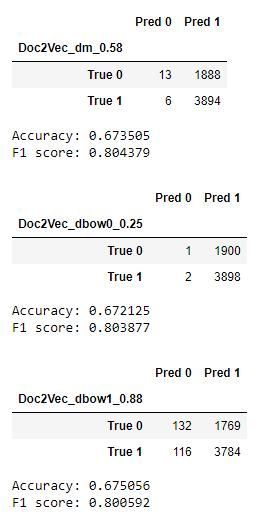 Pred 0 Pred 1
Doc2Vec_dm_0.58
True 0 13 1888
True 1 6 3894
Accuracy: 0.673505
F1 score: 0.804379
Pred 0 Pred 1
Doc2Vec_dbow0_0.25
True 0 1 1900
True 1 2 3898
Accuracy: 0.672125
F1 score: 0.803877
Pred 0 Pred 1
Doc2Vec_dbow1_0.88
True 0 132 1769
True 1 116 3784
Accuracy: 0.675056
F1 score: 0.800592